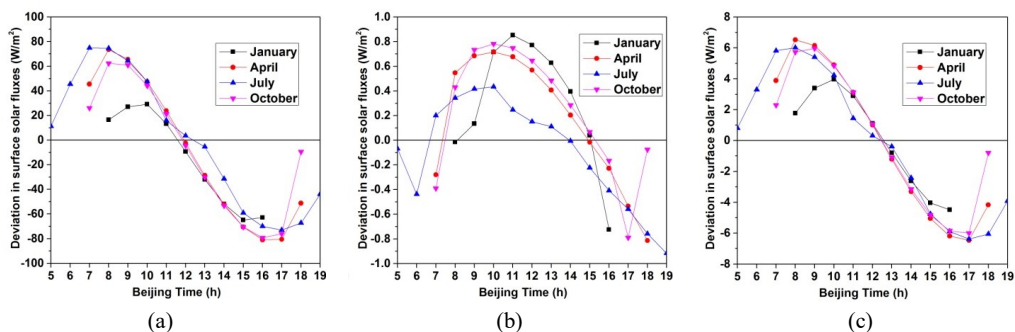 Deviation in surface solar fluxes (W/m²)
100
80
60
40
20
0
-20
-40
-60
-80
-100
January
April
July
October
5 6 7 8 9 10 11 12 13 14 15 16 17 18 19
Beijing Time (h)
(a)
Deviation in surface solar fluxes (W/m²)
1.0
0.8
0.6
0.4
0.2
0.0
-0.2
-0.4
-0.6
-0.8
-1.0
January
April
July
October
5 6 7 8 9 10 11 12 13 14 15 16 17 18 19
Beijing Time (h)
(b)
Deviation in surface solar fluxes (W/m²)
8
6
4
2
0
-2
-4
-6
-8
January
April
July
October
5 6 7 8 9 10 11 12 13 14 15 16 17 18 19
Beijing Time (h)
(c)